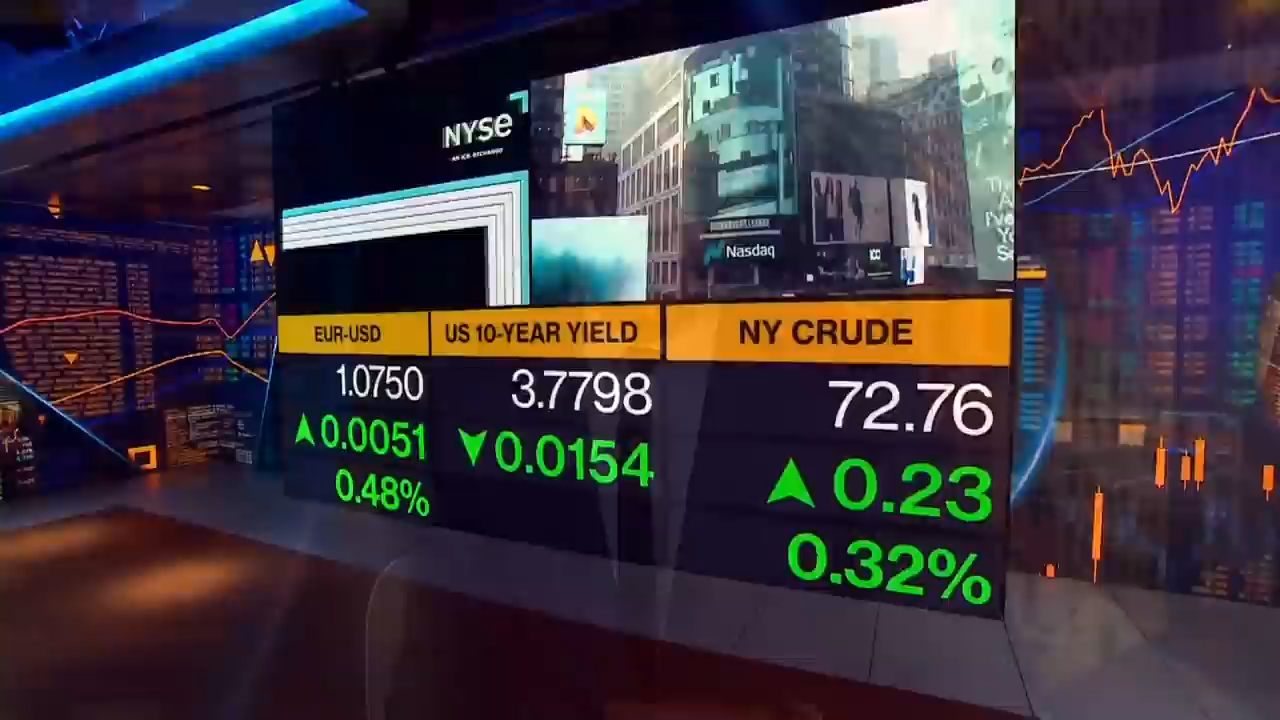 NYSE
AN ICE EXCHANGE
Nasdaq
EUR-USD
US 10-YEAR YIELD
NY CRUDE
1.0750
3.7798
72.76
▲0.0051
▼0.0154
▲0.23
0.48%
0.32%